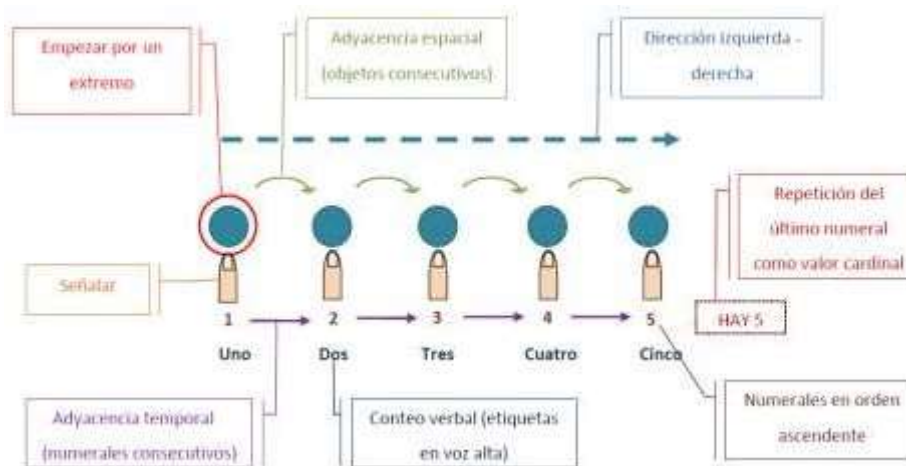 Empezar por un
extremo
Adyacencia espacial
(objetos consecutivos)
Dirección izquierda -
derecha
Repetición del
último numeral
como valor cardinal
Señalar
1 2 3 4 5
HAY 5
Uno Dos Tres Cuatro Cinco
Adyacencia temporal
(numerales consecutivos)
Conteo verbal (etiquetas
en voz alta)
Numerales en orden
ascendente